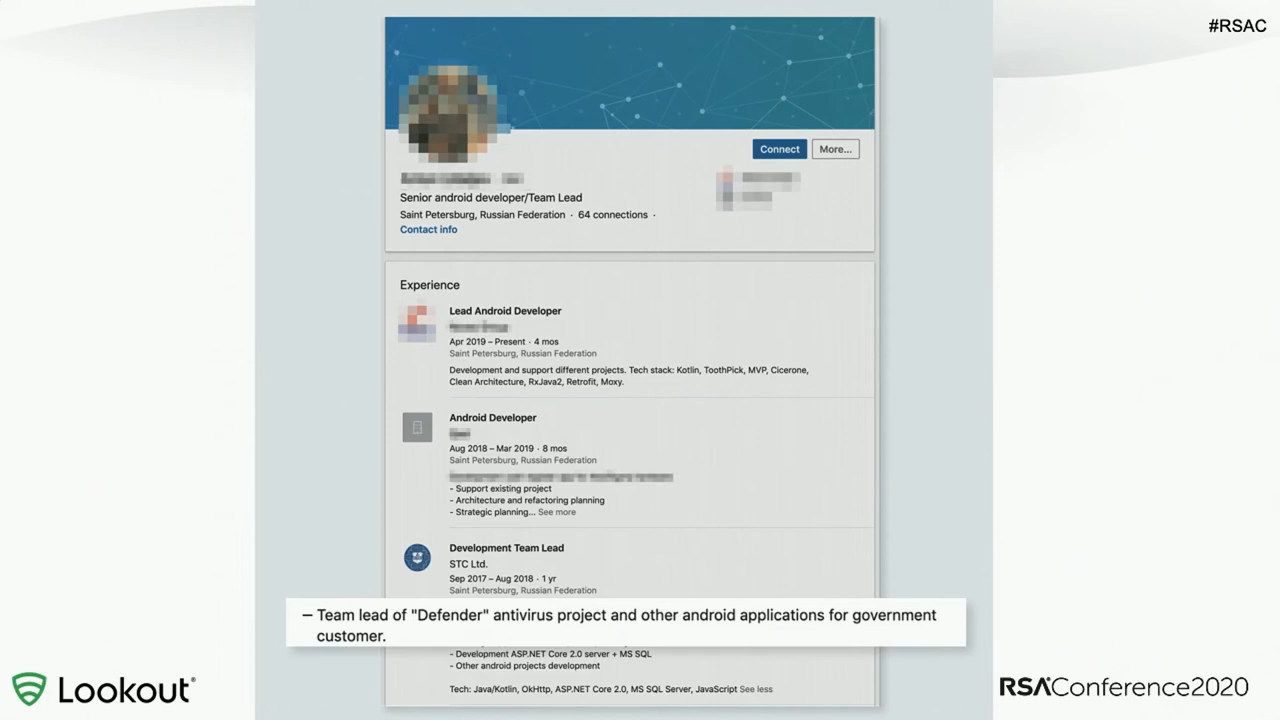 #RSAC
Connect
More...
Senior android developer/Team Lead
Saint Petersburg, Russian Federation · 64 connections ·
Contact info
Experience
Lead Android Developer
Apr 2019 – Present · 4 mos
Saint Petersburg, Russian Federation
Development and support different projects. Tech stack: Kotlin, ToothPick, MVP, Cicerone,
Clean Architecture, RxJava2, Retrofit, Moxy.
Android Developer
Aug 2018 – Mar 2019 · 8 mos
Saint Petersburg, Russian Federation
- Support existing project
- Architecture and refactoring planning
- Strategic planning... See more
Development Team Lead
STC Ltd.
Sep 2017 – Aug 2018 · 1 yr
Saint Petersburg, Russian Federation
– Team lead of "Defender" antivirus project and other android applications for government
customer.
- Development ASP.NET Core 2.0 server + MS SQL
- Other android projects development
Tech: Java/Kotlin, OkHttp, ASP.NET Core 2.0, MS SQL Server, JavaScript See less
Lookout®
RSAConference2020